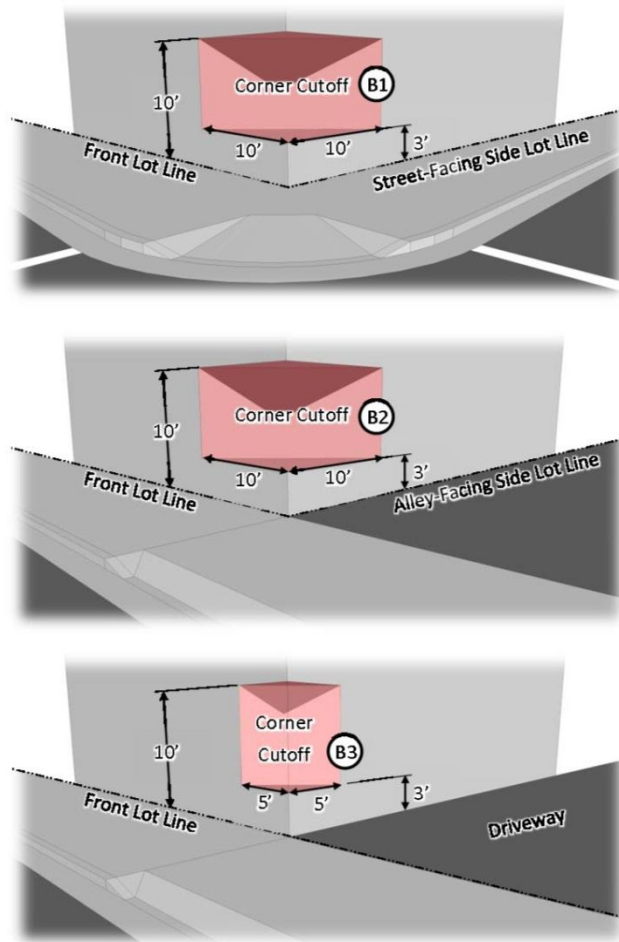 Corner Cutoff B1
10'
10' 10' 3'
Front Lot Line
Street-Facing Side Lot Line
Corner Cutoff B2
10'
10' 10' 3'
Front Lot Line
Alley-Facing Side Lot Line
Corner
Cutoff B3
10'
5' 5' 3'
Front Lot Line
Driveway